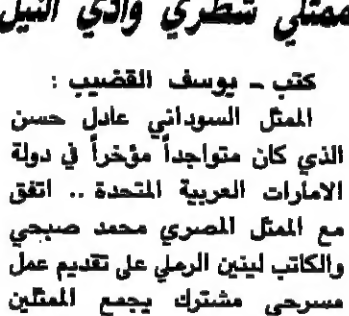 ممثلي شطري وادي النيل
كتب - يوسف القضيب :
الممثل السوداني عادل حسن
الذي كان متواجداً مؤخراً في دولة
الامارات العربية المتحدة .. اتفق
مع الممثل المصري محمد صبحي
والكاتب لينين الرملي على تقديم عمل
مسرحي مشترك يجمع الممثلين